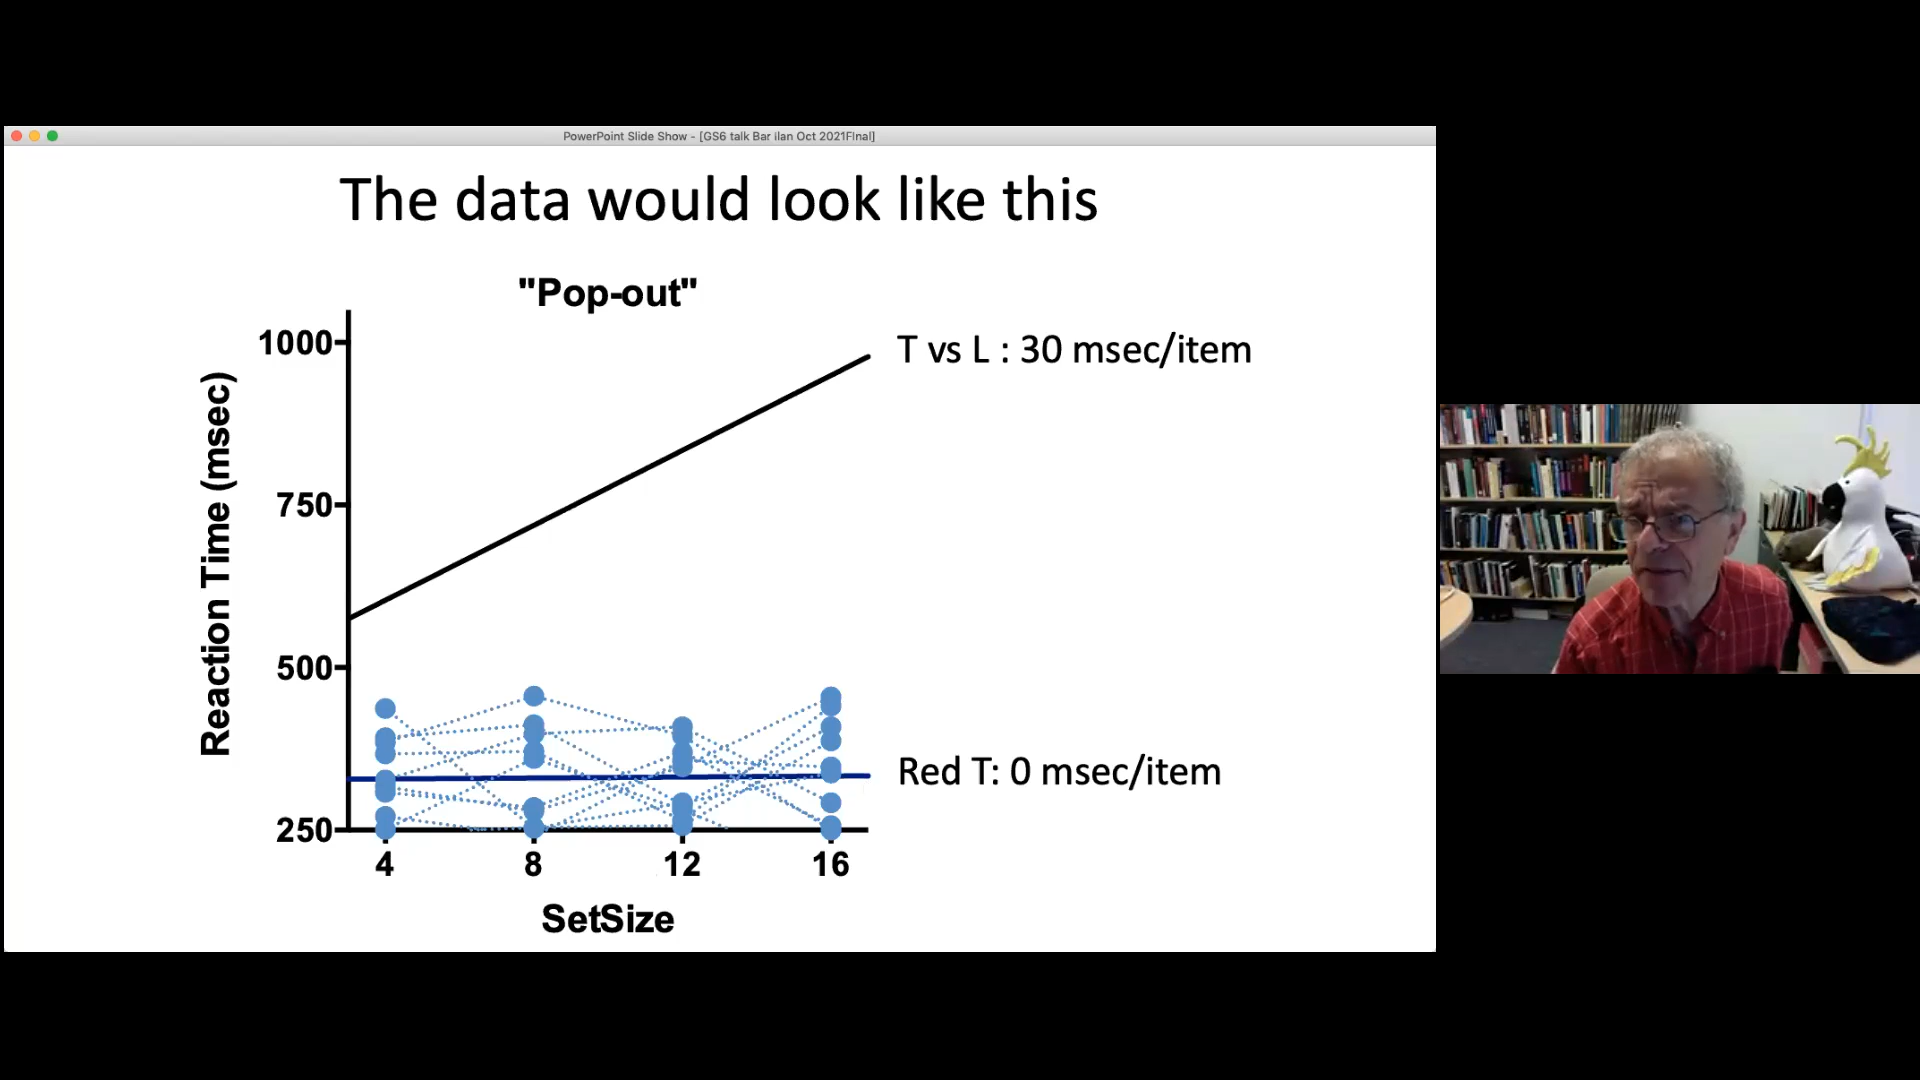 PowerPoint Slide Show - [GS6 talk Bar ilan Oct 2021FInal]
The data would look like this
"Pop-out"
1000
T vs L : 30 msec/item
750
Reaction Time (msec)
500
Red T: 0 msec/item
250
4 8 12 16
SetSize